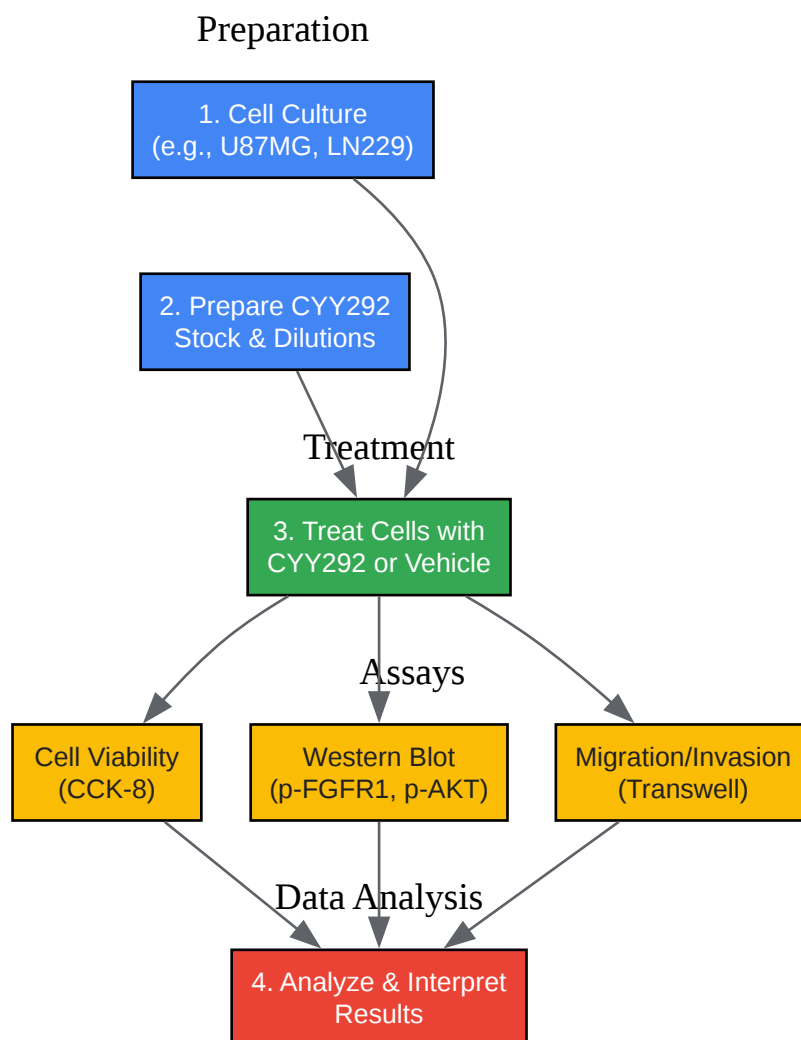 Preparation
1. Cell Culture
(e.g., U87MG, LN229)
2. Prepare CYY292
Stock & Dilutions
Treatment
3. Treat Cells with
CYY292 or Vehicle
Assays
Cell Viability
(CCK-8)
Western Blot
(p-FGFR1, p-AKT)
Migration/Invasion
(Transwell)
Data Analysis
4. Analyze & Interpret
Results